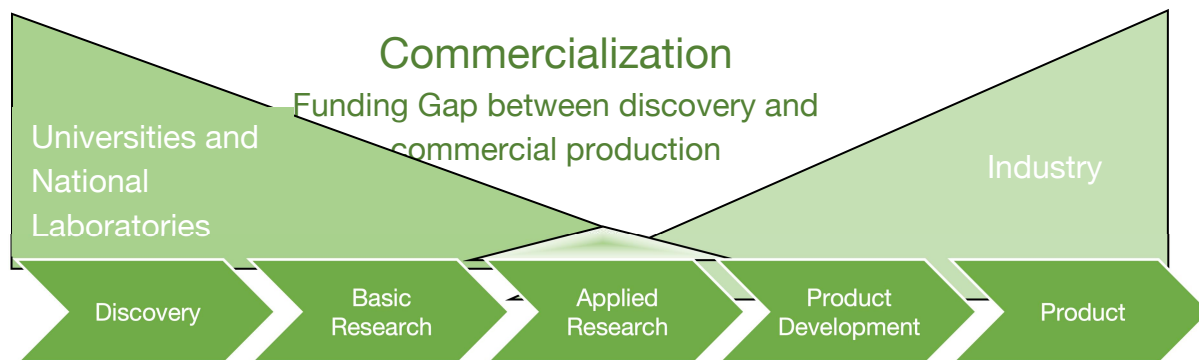 Commercialization
Funding Gap between discovery and
commercial production
Universities and
National
Laboratories
Industry
Discovery
Basic
Research
Applied
Research
Product
Development
Product